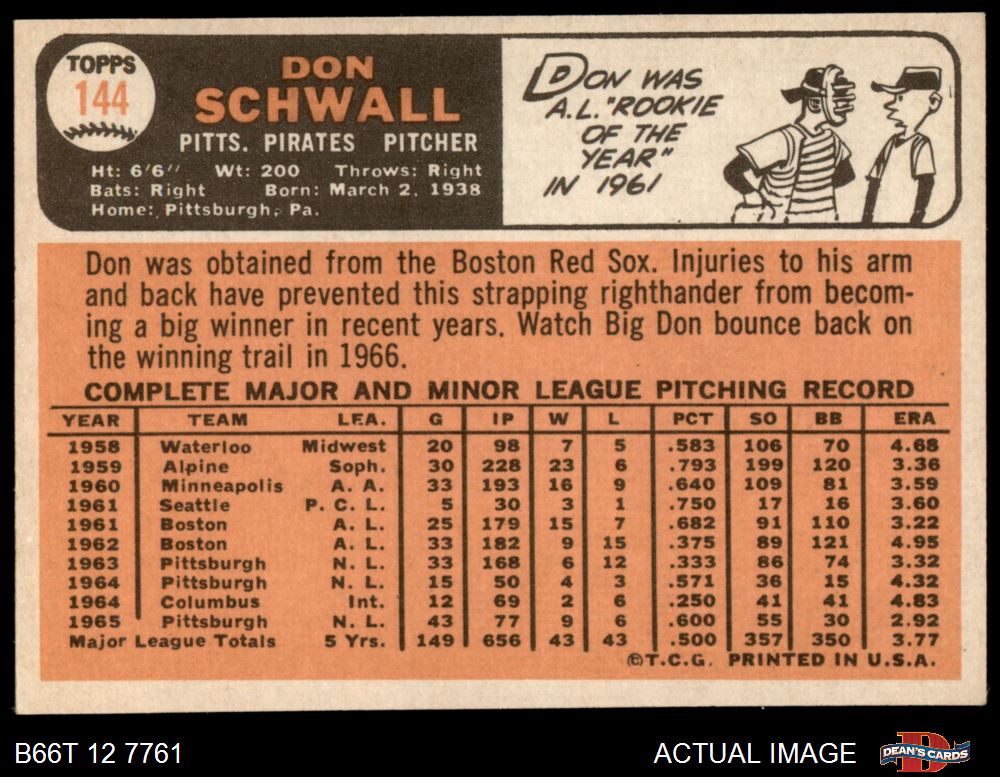 TOPPS
144
DON
SCHWALL
PITTS. PIRATES PITCHER
Ht: 6'6" Wt: 200 Throws: Right
Bats: Right Born: March 2, 1938
Home: Pittsburgh, Pa.
DON WAS
A.L. "ROOKIE
OF THE
YEAR"
IN 1961
Don was obtained from the Boston Red Sox. Injuries to his arm
and back have prevented this strapping righthander from becom-
ing a big winner in recent years. Watch Big Don bounce back on
the winning trail in 1966.
COMPLETE MAJOR AND MINOR LEAGUE PITCHING RECORD
YEAR TEAM LEA. G IP W L PCT SO BB ERA
1958 Waterloo Midwest 20 98 7 5 .583 106 70 4.68
1959 Alpine Soph. 30 228 23 6 .793 199 120 3.36
1960 Minneapolis A. A. 33 193 16 9 .640 109 81 3.59
1961 Seattle P. C. L. 5 30 3 1 .750 17 16 3.60
1961 Boston A. L. 25 179 15 7 .682 91 110 3.22
1962 Boston A. L. 33 182 9 15 .375 89 121 4.95
1963 Pittsburgh N. L. 33 168 6 12 .333 86 74 3.32
1964 Pittsburgh N. L. 15 50 4 3 .571 36 15 4.32
1964 Columbus Int. 12 69 2 6 .250 41 41 4.83
1965 Pittsburgh N. L. 43 77 9 6 .600 55 30 2.92
Major League Totals 5 Yrs. 149 656 43 43 .500 357 350 3.77
©T.C.G. PRINTED IN U.S.A.
B66T 12 7761
ACTUAL IMAGE
DEAN'S CARDS